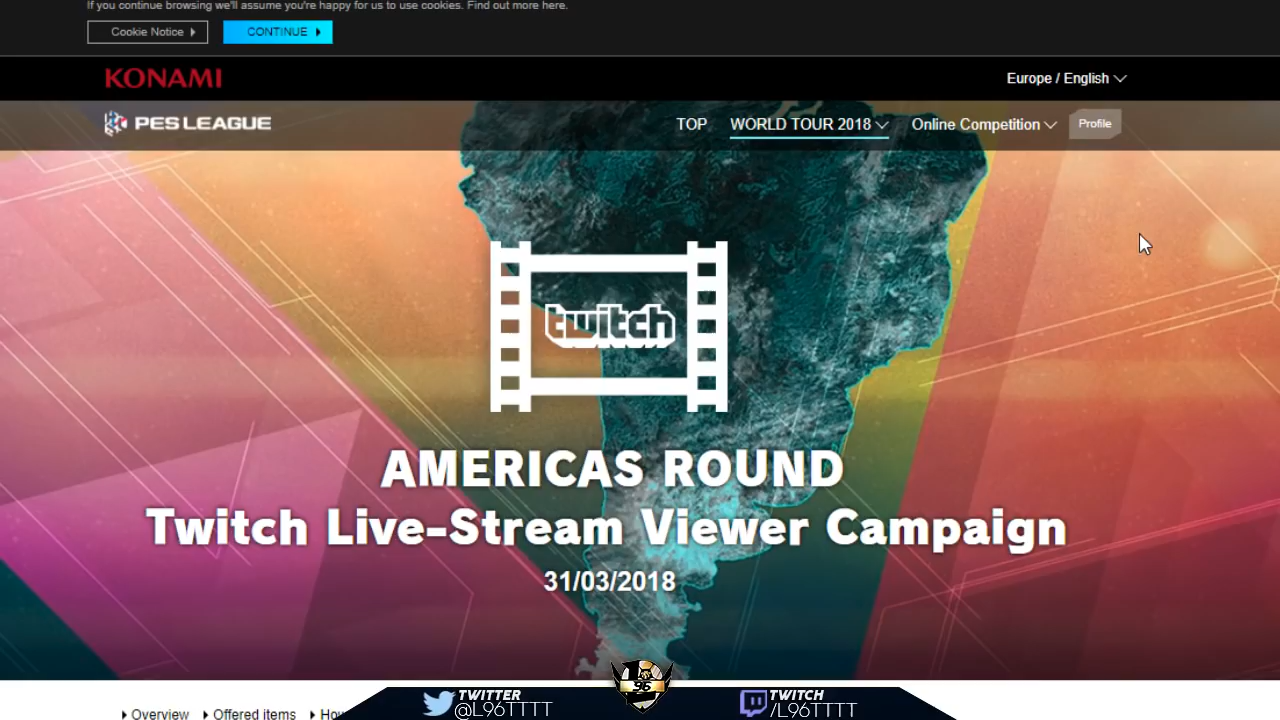 If you continue browsing we'll assume you're happy for us to use cookies. Find out more here.
Cookie Notice
CONTINUE
KONAMI
Europe / English
PES LEAGUE
TOP
WORLD TOUR 2018
Online Competition
Profile
twitch
AMERICAS ROUND
Twitch Live-Stream Viewer Campaign
31/03/2018
Overview
Offered items
How
TWITTER
@L96TTTT
96
TWITCH
/L96TTTT